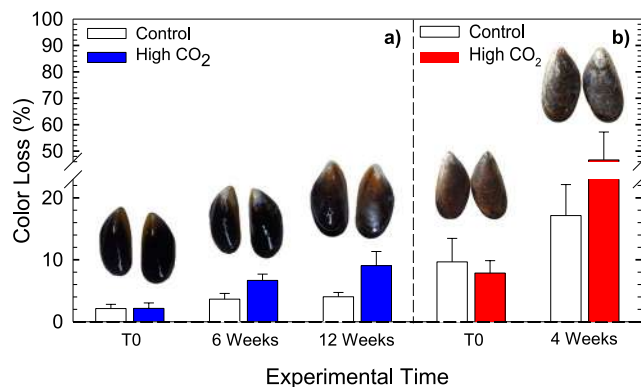 100
90
80
70
60
50
20
10
0
Color Loss (%)
Control
High CO2
a)
Control
High CO2
b)
T0
6 Weeks
12 Weeks
T0
4 Weeks
Experimental Time